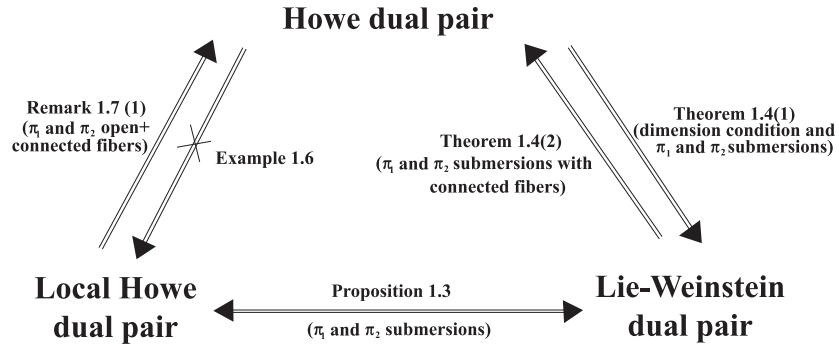 Howe dual pair
Remark 1.7 (1)
(π₁ and π₂ open+
connected fibers)
Example 1.6
Theorem 1.4(2)
(π₁ and π₂ submersions with
connected fibers)
Theorem 1.4(1)
(dimension condition and
π₁ and π₂ submersions)
Local Howe
dual pair
Proposition 1.3
(π₁ and π₂ submersions)
Lie-Weinstein
dual pair